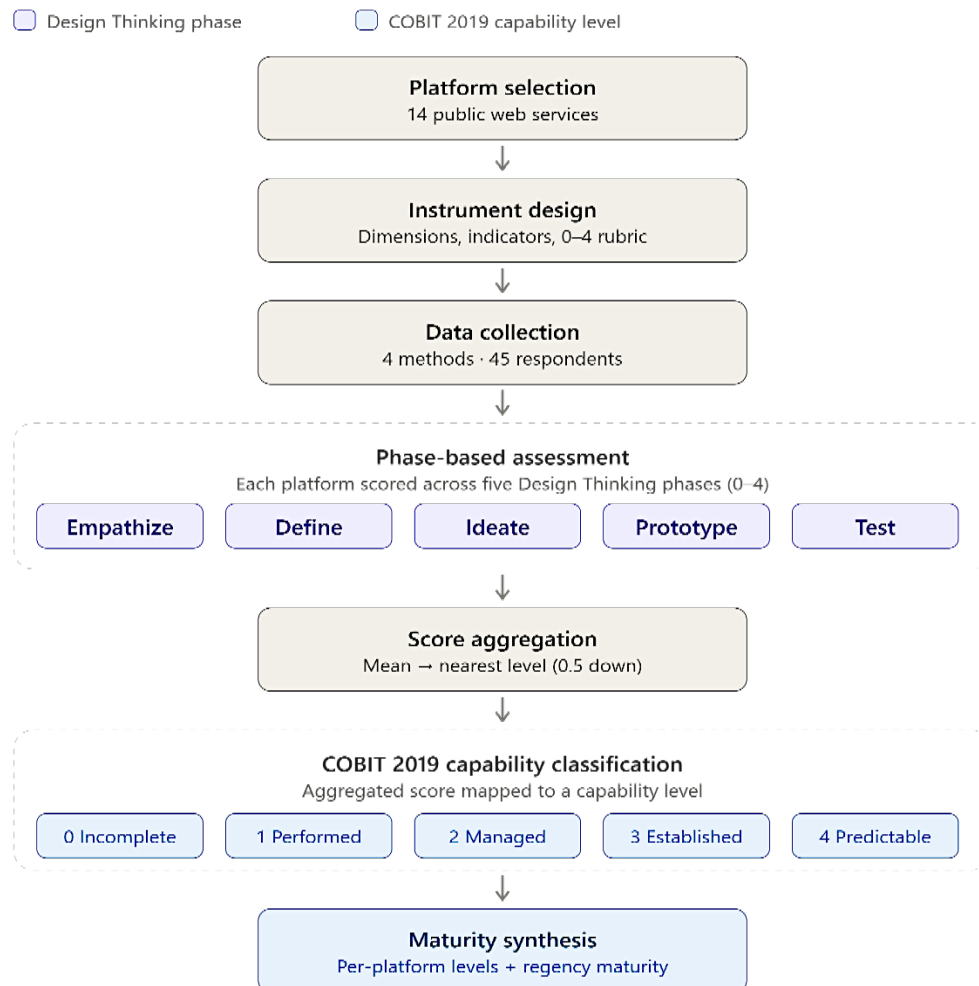 Design Thinking phase
COBIT 2019 capability level
Platform selection
14 public web services
Instrument design
Dimensions, indicators, 0–4 rubric
Data collection
4 methods · 45 respondents
Phase-based assessment
Each platform scored across five Design Thinking phases (0–4)
Empathize
Define
Ideate
Prototype
Test
Score aggregation
Mean → nearest level (0.5 down)
COBIT 2019 capability classification
Aggregated score mapped to a capability level
0 Incomplete
1 Performed
2 Managed
3 Established
4 Predictable
Maturity synthesis
Per-platform levels + regency maturity